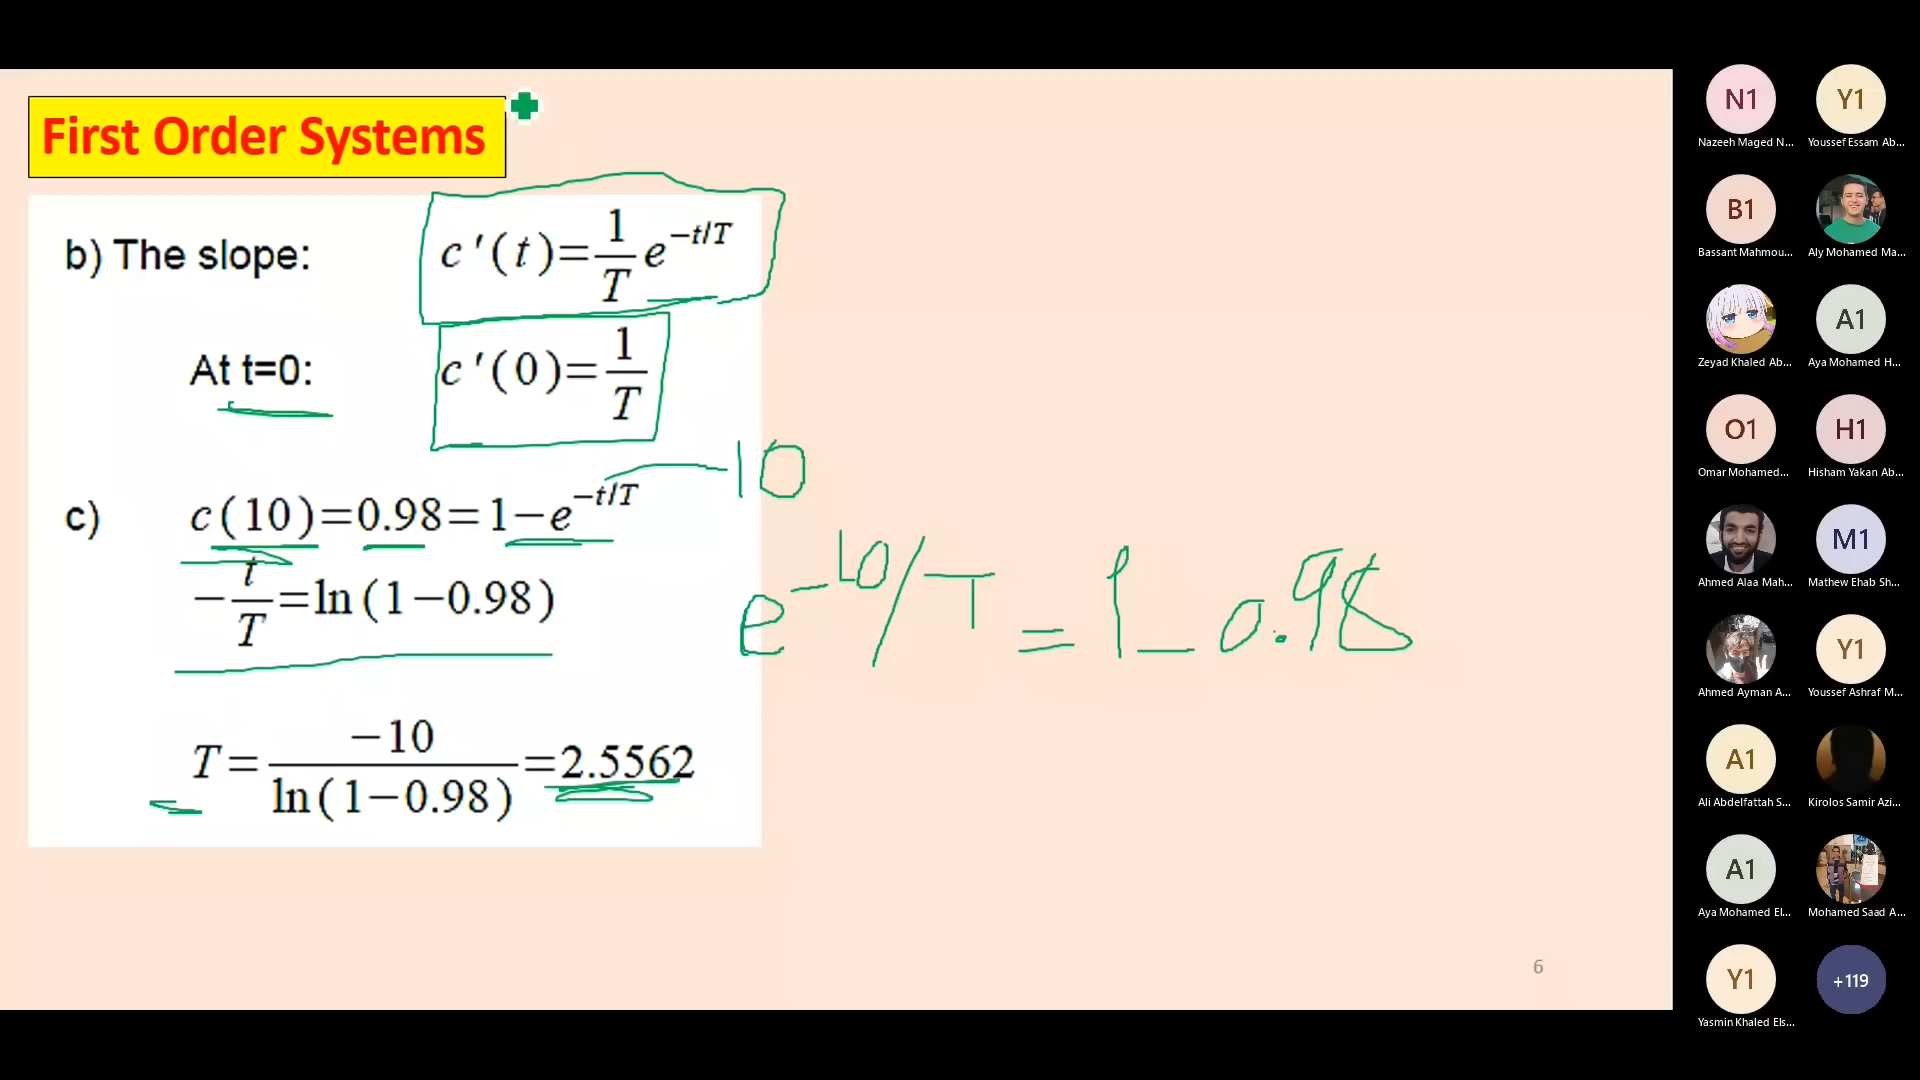 First Order Systems
b) The slope: c'(t)=1/T e^-t/T
At t=0: c'(0)=1/T
10
c) c(10)=0.98=1-e^-t/T
-t/T=ln(1-0.98)
e^-10/T = 1-0.98
T=-10/ln(1-0.98)=2.5562
6
N1 Y1
Nazeeh Maged N... Youssef Essam Ab...
B1
Bassant Mahmou... Aly Mohamed Ma...
A1
Zeyad Khaled Ab... Aya Mohamed H...
O1 H1
Omar Mohamed... Hisham Yakan Ab...
M1
Ahmed Alaa Mah... Mathew Ehab Sh...
Y1
Ahmed Ayman A... Youssef Ashraf M...
A1
Ali Abdelfattah S... Kirolos Samir Azi...
A1
Aya Mohamed El... Mohamed Saad A...
Y1 +119
Yasmin Khaled Els...